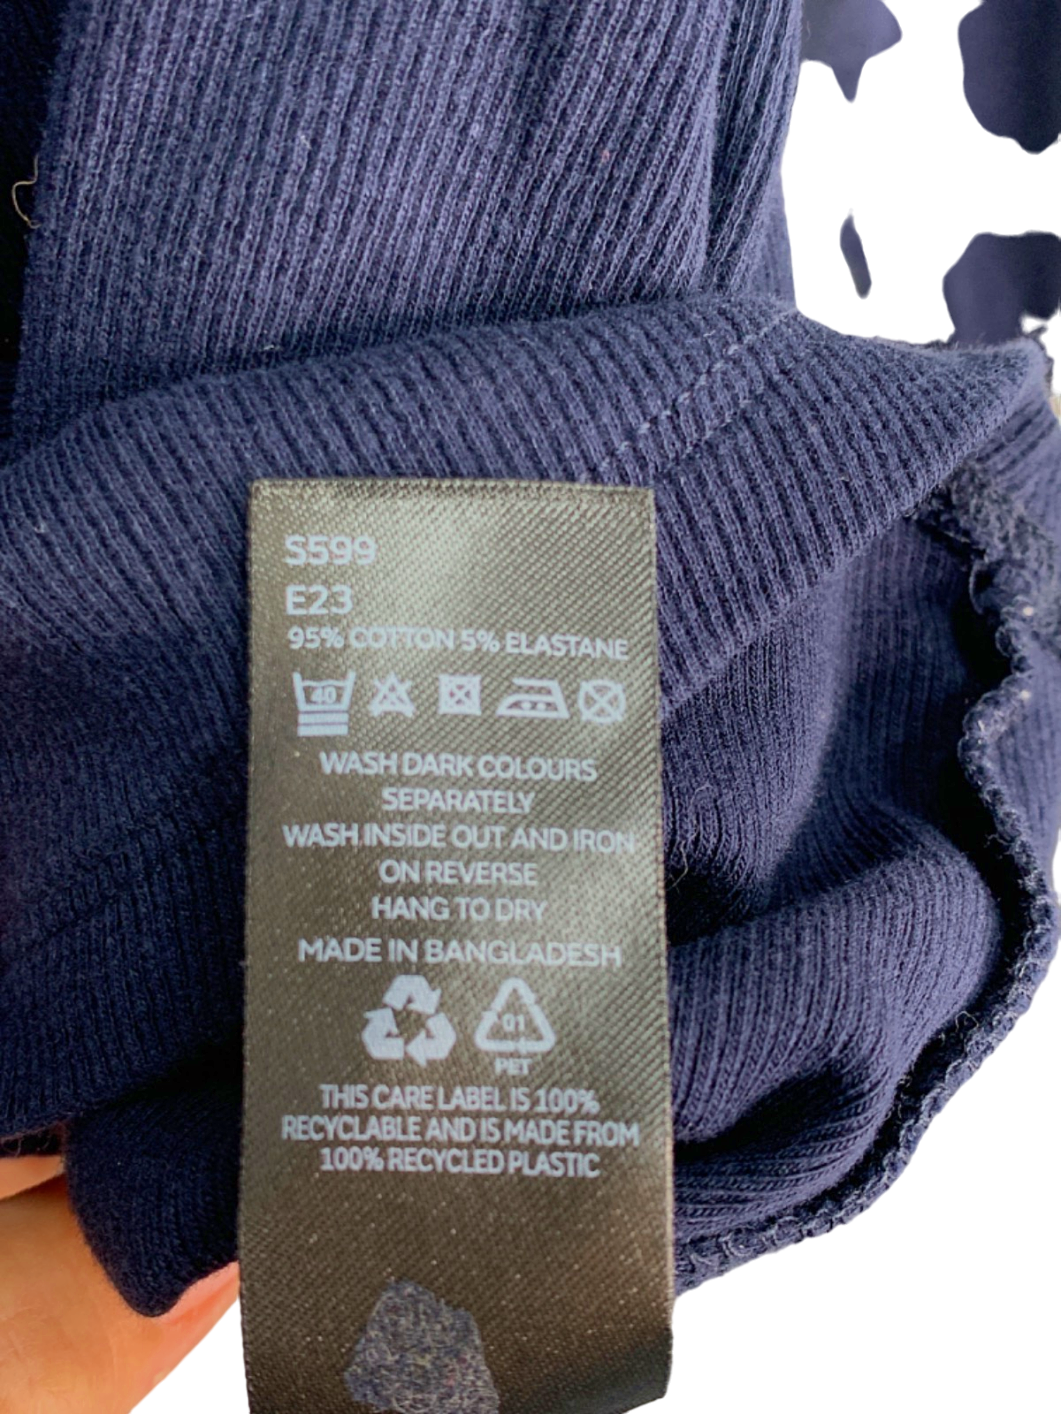 S599
E23
95% COTTON 5% ELASTANE
40
WASH DARK COLOURS
SEPARATELY
WASH INSIDE OUT AND IRON
ON REVERSE
HANG TO DRY
MADE IN BANGLADESH
01
PET
THIS CARE LABEL IS 100%
RECYCLABLE AND IS MADE FROM
100% RECYCLED PLASTIC